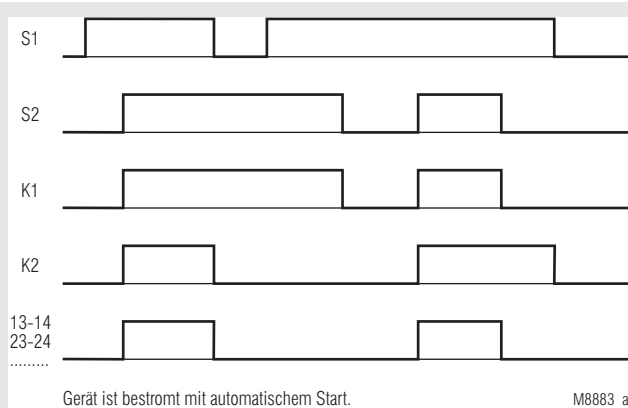 S1
S2
K1
K2
13-14
23-24
.........
Gerät ist bestromt mit automatischem Start.
M8883_a